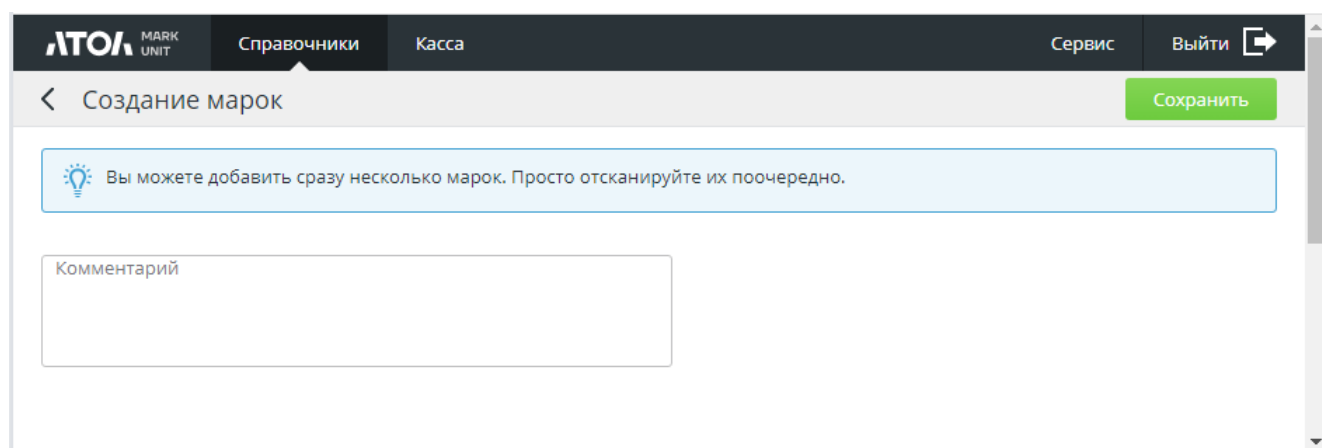 АТОЛ MARK UNIT Справочники Касса Сервис Выйти
Создание марок Сохранить
Вы можете добавить сразу несколько марок. Просто отсканируйте их поочередно.
Комментарий